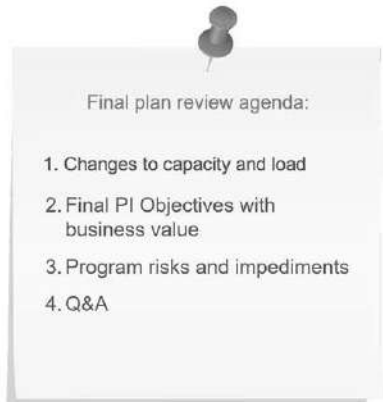 Final plan review agenda:
1. Changes to capacity and load
2. Final PI Objectives with
business value
3. Program risks and impediments
4. Q&A